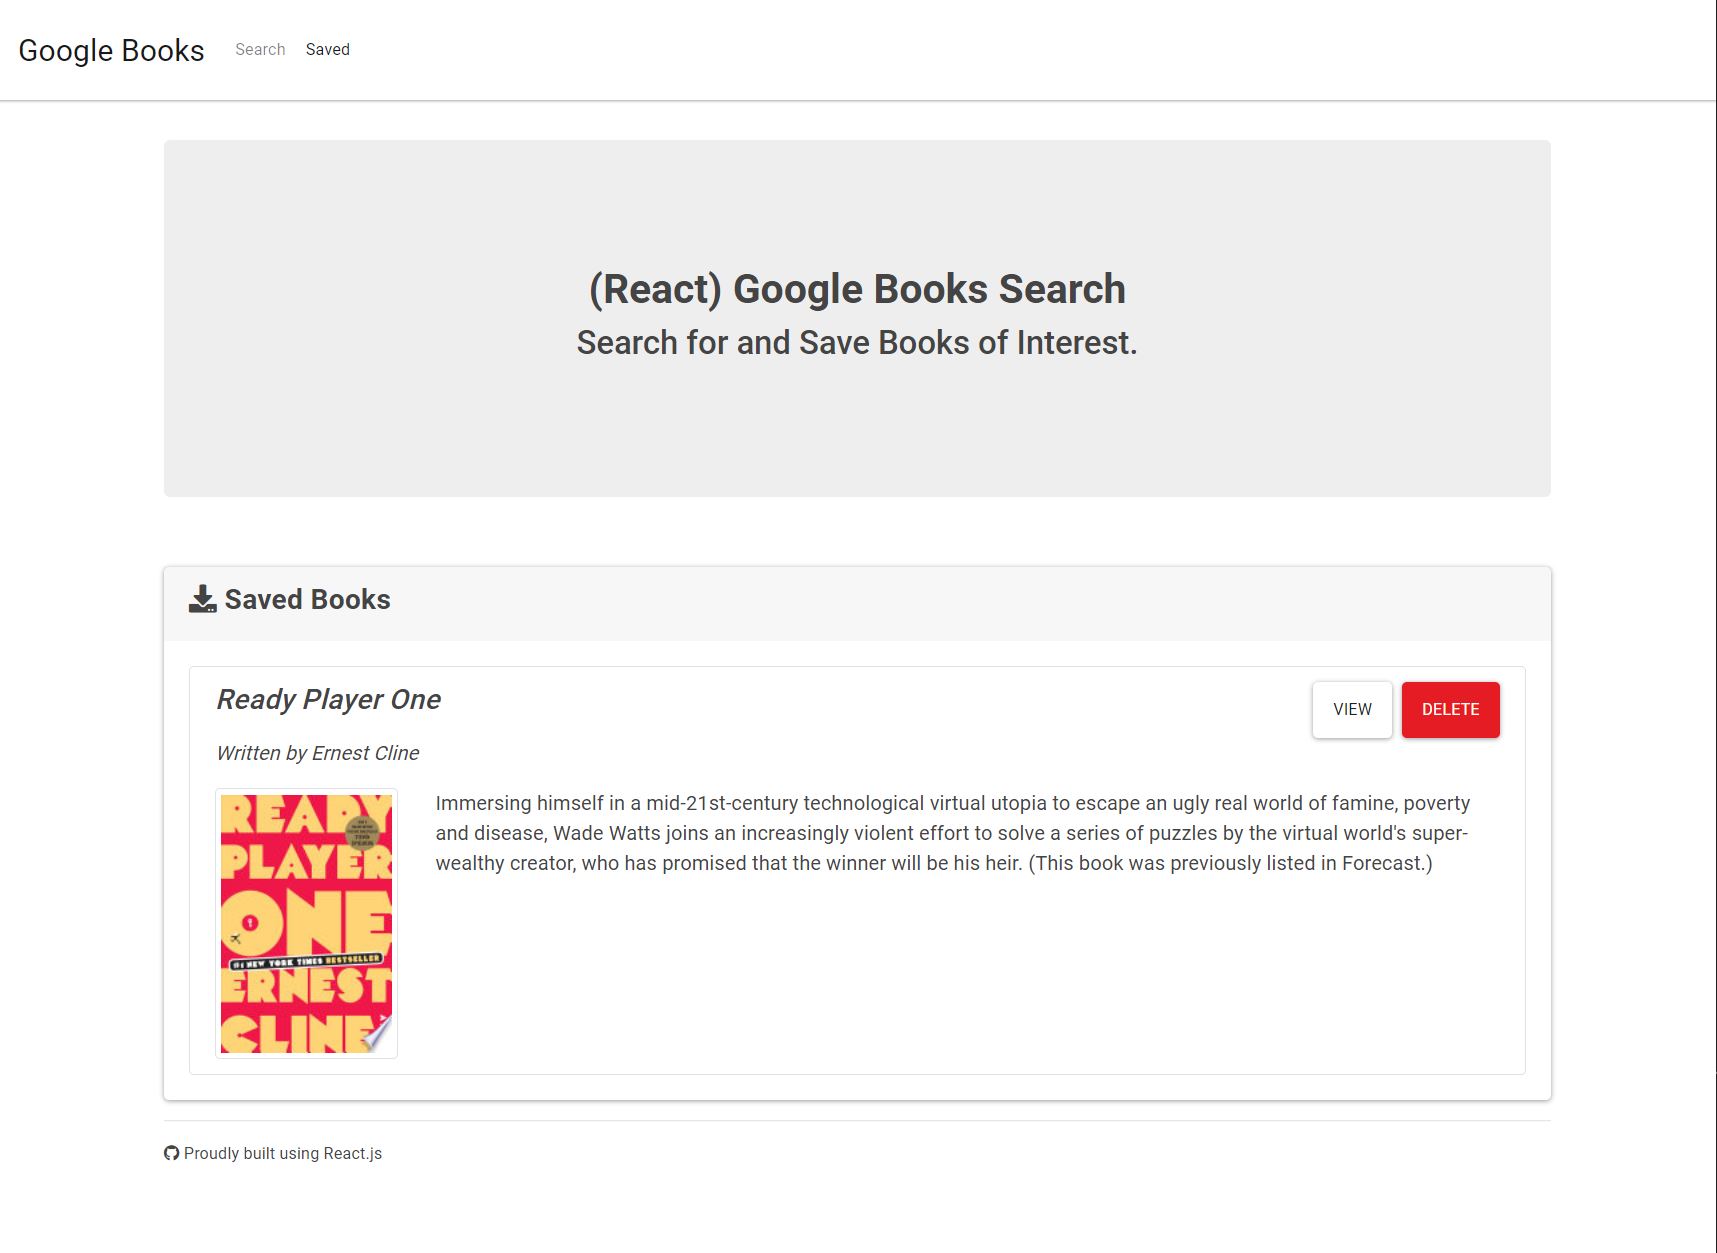 Google Books Search Saved
(React) Google Books Search
Search for and Save Books of Interest.
Saved Books
Ready Player One
VIEW DELETE
Written by Ernest Cline
Immersing himself in a mid-21st-century technological virtual utopia to escape an ugly real world of famine, poverty
and disease, Wade Watts joins an increasingly violent effort to solve a series of puzzles by the virtual world's super-
wealthy creator, who has promised that the winner will be his heir. (This book was previously listed in Forecast.)
READY
PLAYER
ONE
#1 NEW YORK TIMES BESTSELLER
ERNEST
CLINE
Proudly built using React.js